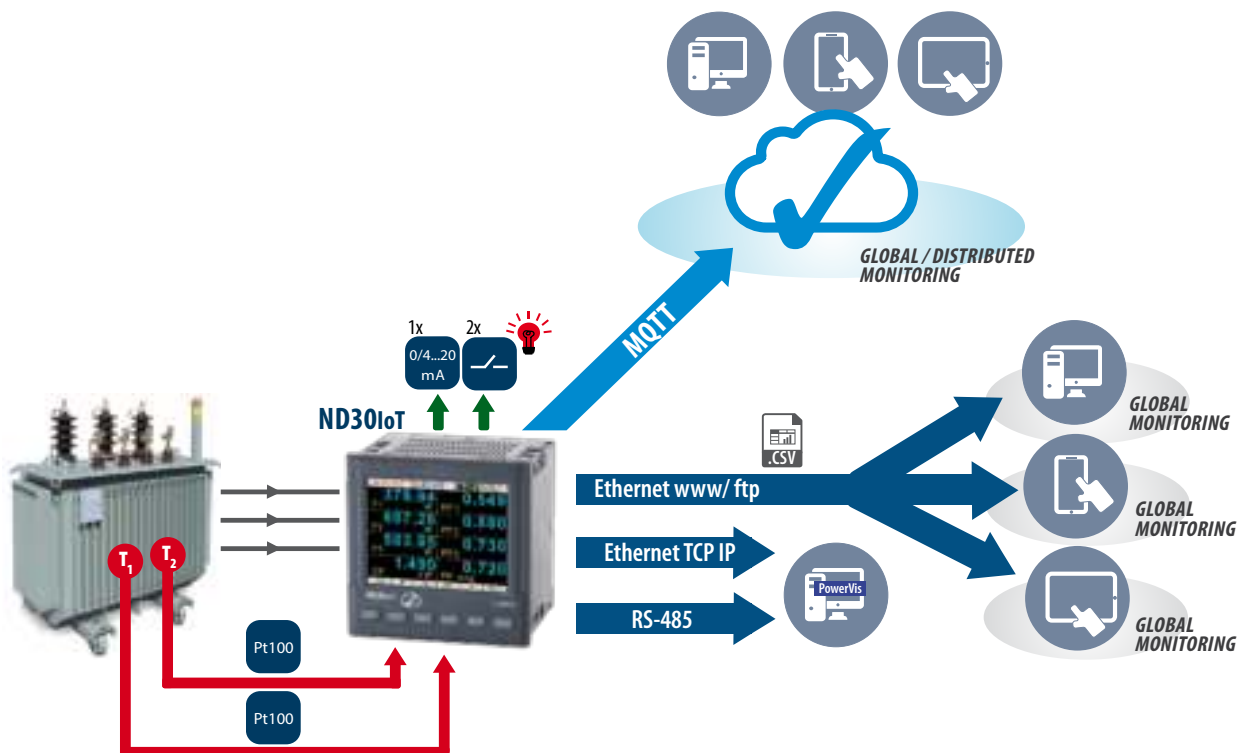 GLOBAL / DISTRIBUTED
MONITORING
MQTT
1x
2x
0/4...20
mA
ND30IoT
.CSV
GLOBAL
MONITORING
Ethernet www/ ftp
GLOBAL
MONITORING
Ethernet TCP IP
PowerVis
RS-485
GLOBAL
MONITORING
T1
T2
Pt100
Pt100